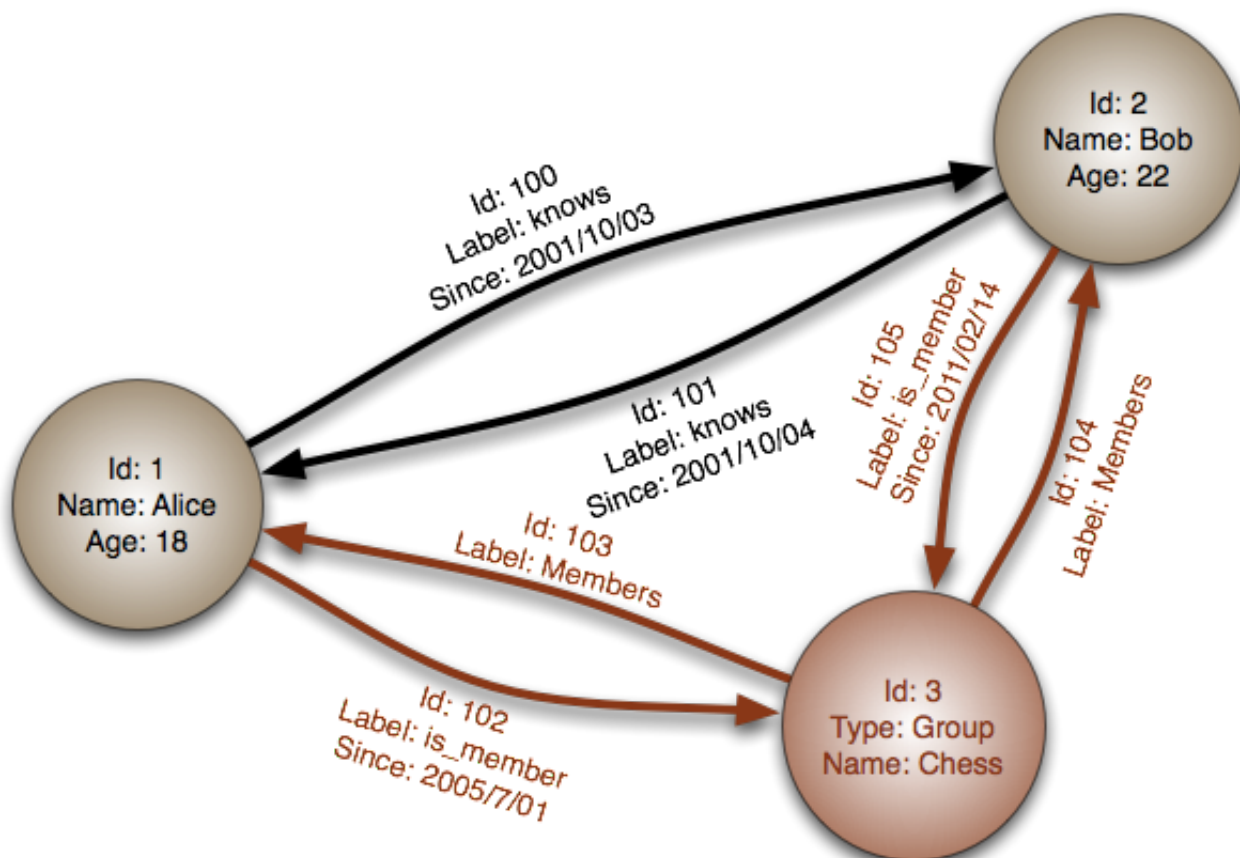 Id: 2
Name: Bob
Age: 22
Id: 100
Label: knows
Since: 2001/10/03
Id: 101
Label: knows
Since: 2001/10/04
Id: 105
Label: is_member
Since: 2011/02/14
Id: 104
Label: Members
Id: 1
Name: Alice
Age: 18
Id: 103
Label: Members
Id: 102
Label: is_member
Since: 2005/7/01
Id: 3
Type: Group
Name: Chess